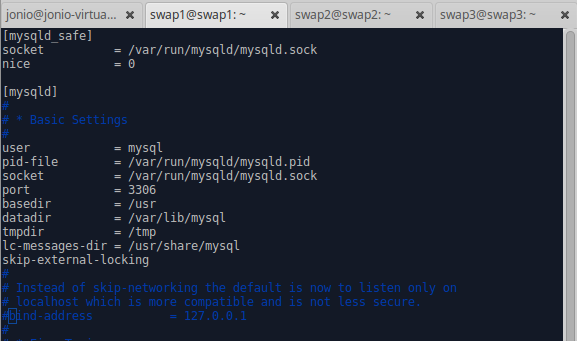 jonio@jonio-virtua... × swap1@swap1: ~ × swap2@swap2: ~ × swap3@swap3: ~ ×
[mysqld_safe]
socket          = /var/run/mysqld/mysqld.sock
nice            = 0

[mysqld]
#
# * Basic Settings
#
user            = mysql
pid-file        = /var/run/mysqld/mysqld.pid
socket          = /var/run/mysqld/mysqld.sock
port            = 3306
basedir         = /usr
datadir         = /var/lib/mysql
tmpdir          = /tmp
lc-messages-dir = /usr/share/mysql
skip-external-locking
#
# Instead of skip-networking the default is now to listen only on
# localhost which is more compatible and is not less secure.
#bind-address           = 127.0.0.1
#